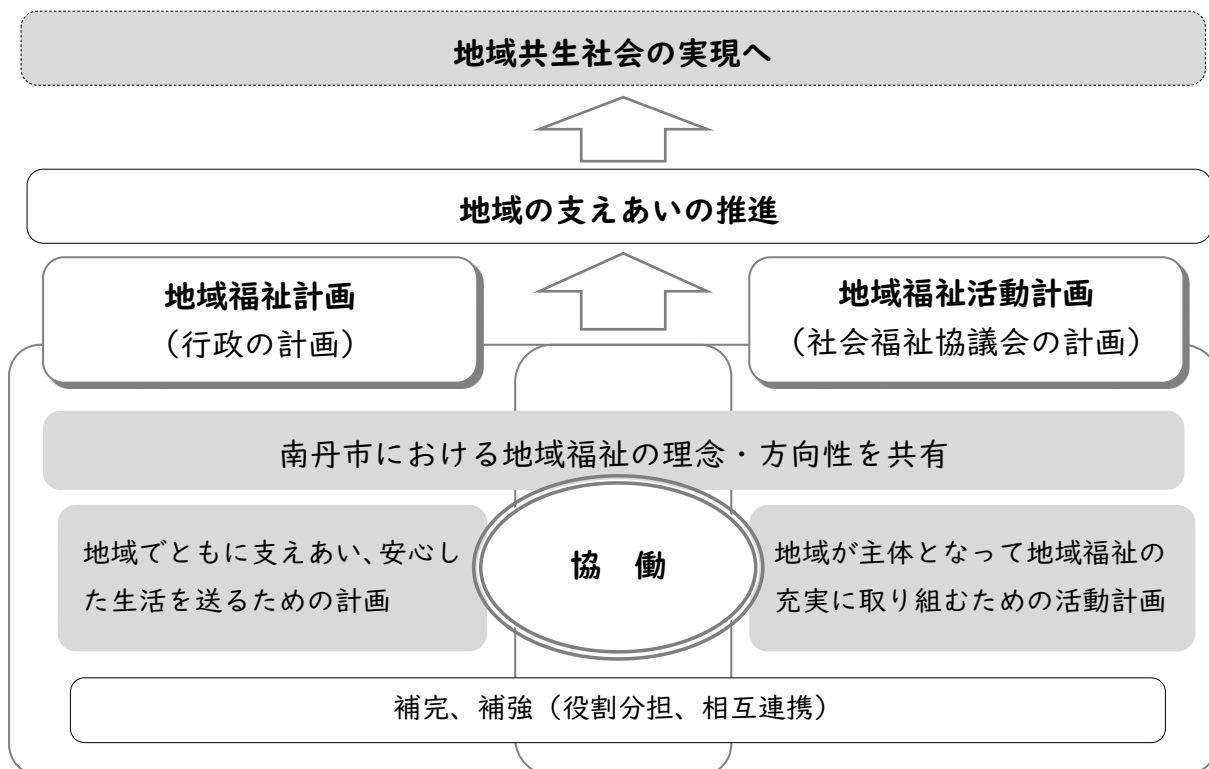 地域共生社会の実現へ
地域の支えあいの推進
地域福祉計画
（行政の計画）
地域福祉活動計画
（社会福祉協議会の計画）
南丹市における地域福祉の理念・方向性を共有
地域でともに支えあい、安心し
た生活を送るための計画
協　働
地域が主体となって地域福祉の
充実に取り組むための活動計画
補完、補強（役割分担、相互連携）